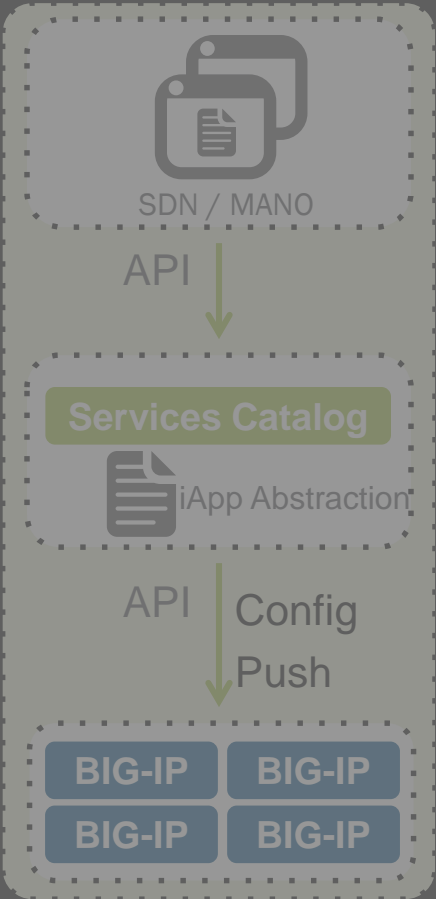 SDN / MANO
API
Services Catalog
iApp Abstraction
API
Config
Push
BIG-IP BIG-IP
BIG-IP BIG-IP